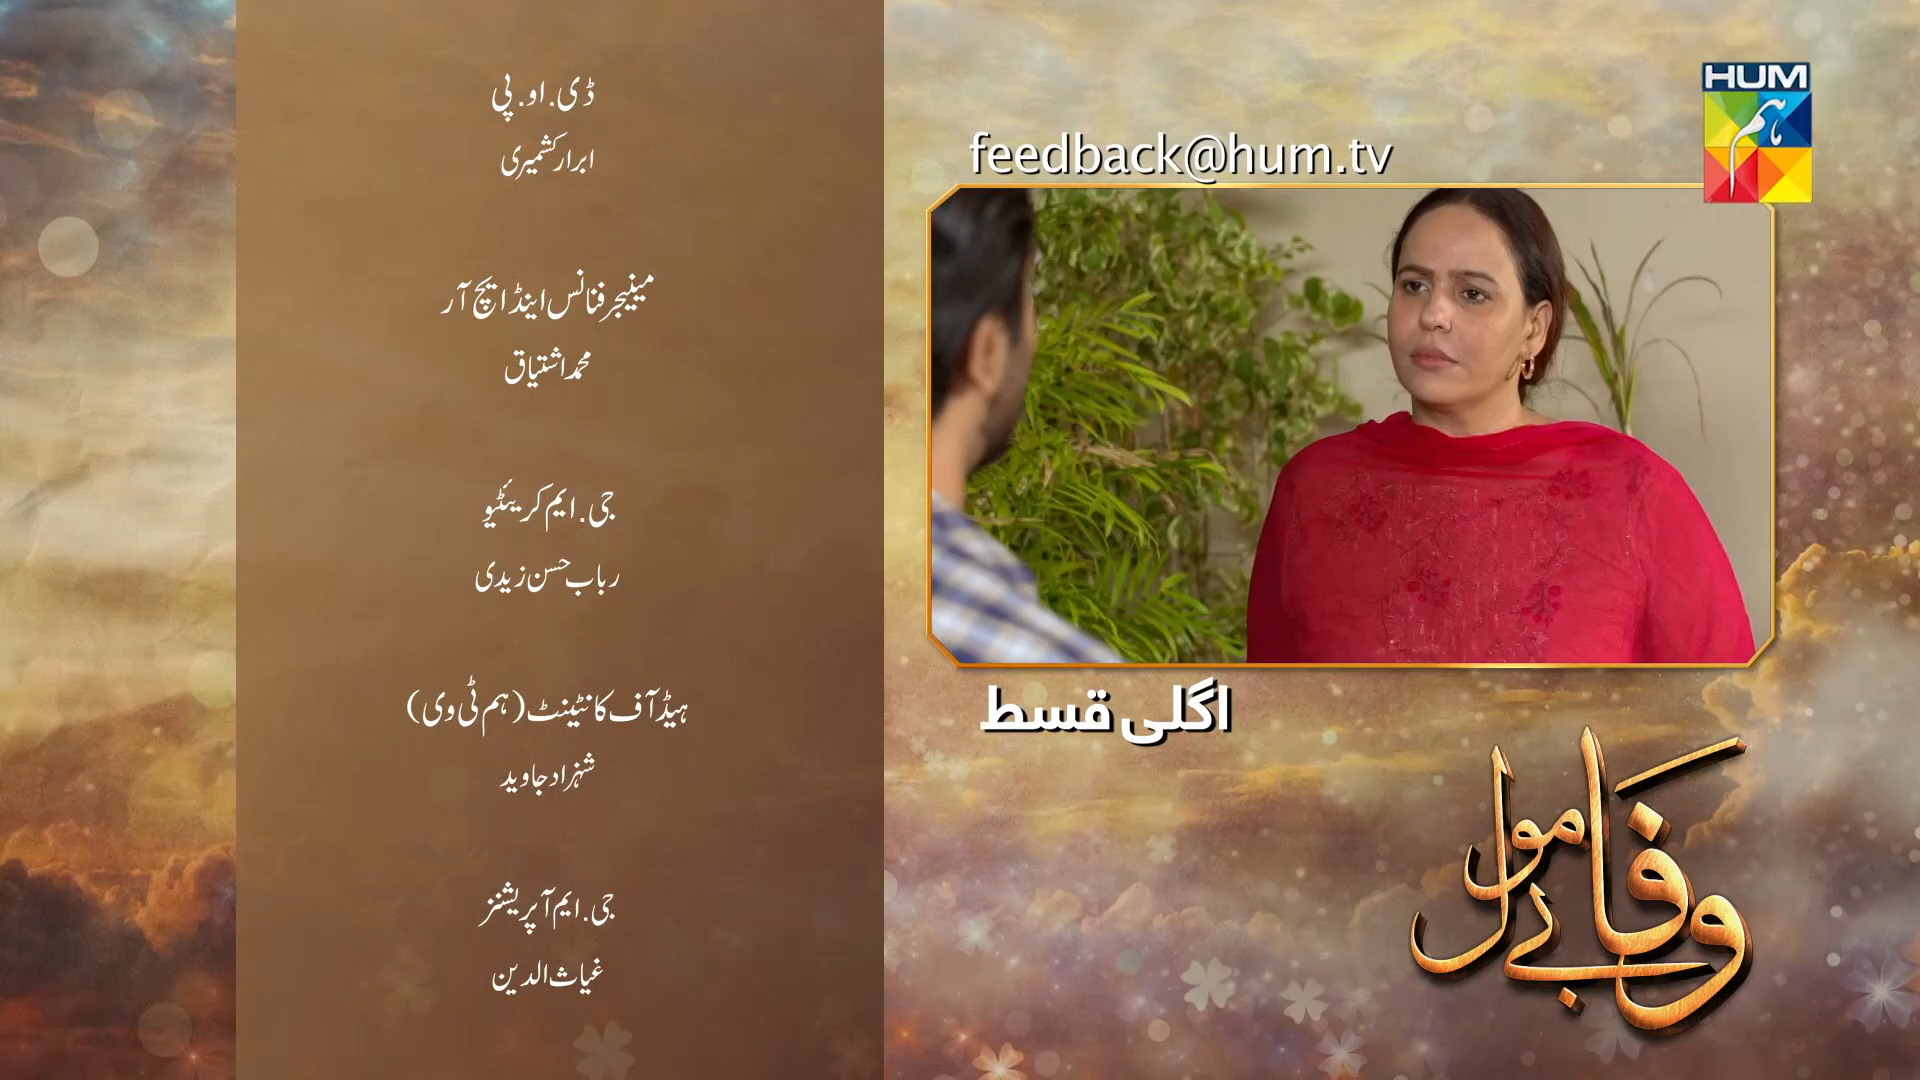 ڈی.او.پی
ابرار کشمیری
مینیجر فنانس اینڈ ایچ آر
محمد اشتیاق
جی.ایم کریئٹیو
رباب حسن زیدی
ہیڈ آف کانٹینٹ (ہم ٹی وی)
شہزاد جاوید
جی.ایم آپریشنز
غیاث الدین
HUM
ہم
feedback@hum.tv
اگلی قسط
وفا بے مول